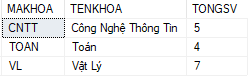 MAKHOA TENKHOA TONGSV
CNTT Công Nghệ Thông Tin 5
TOAN Toán 4
VL Vật Lý 7